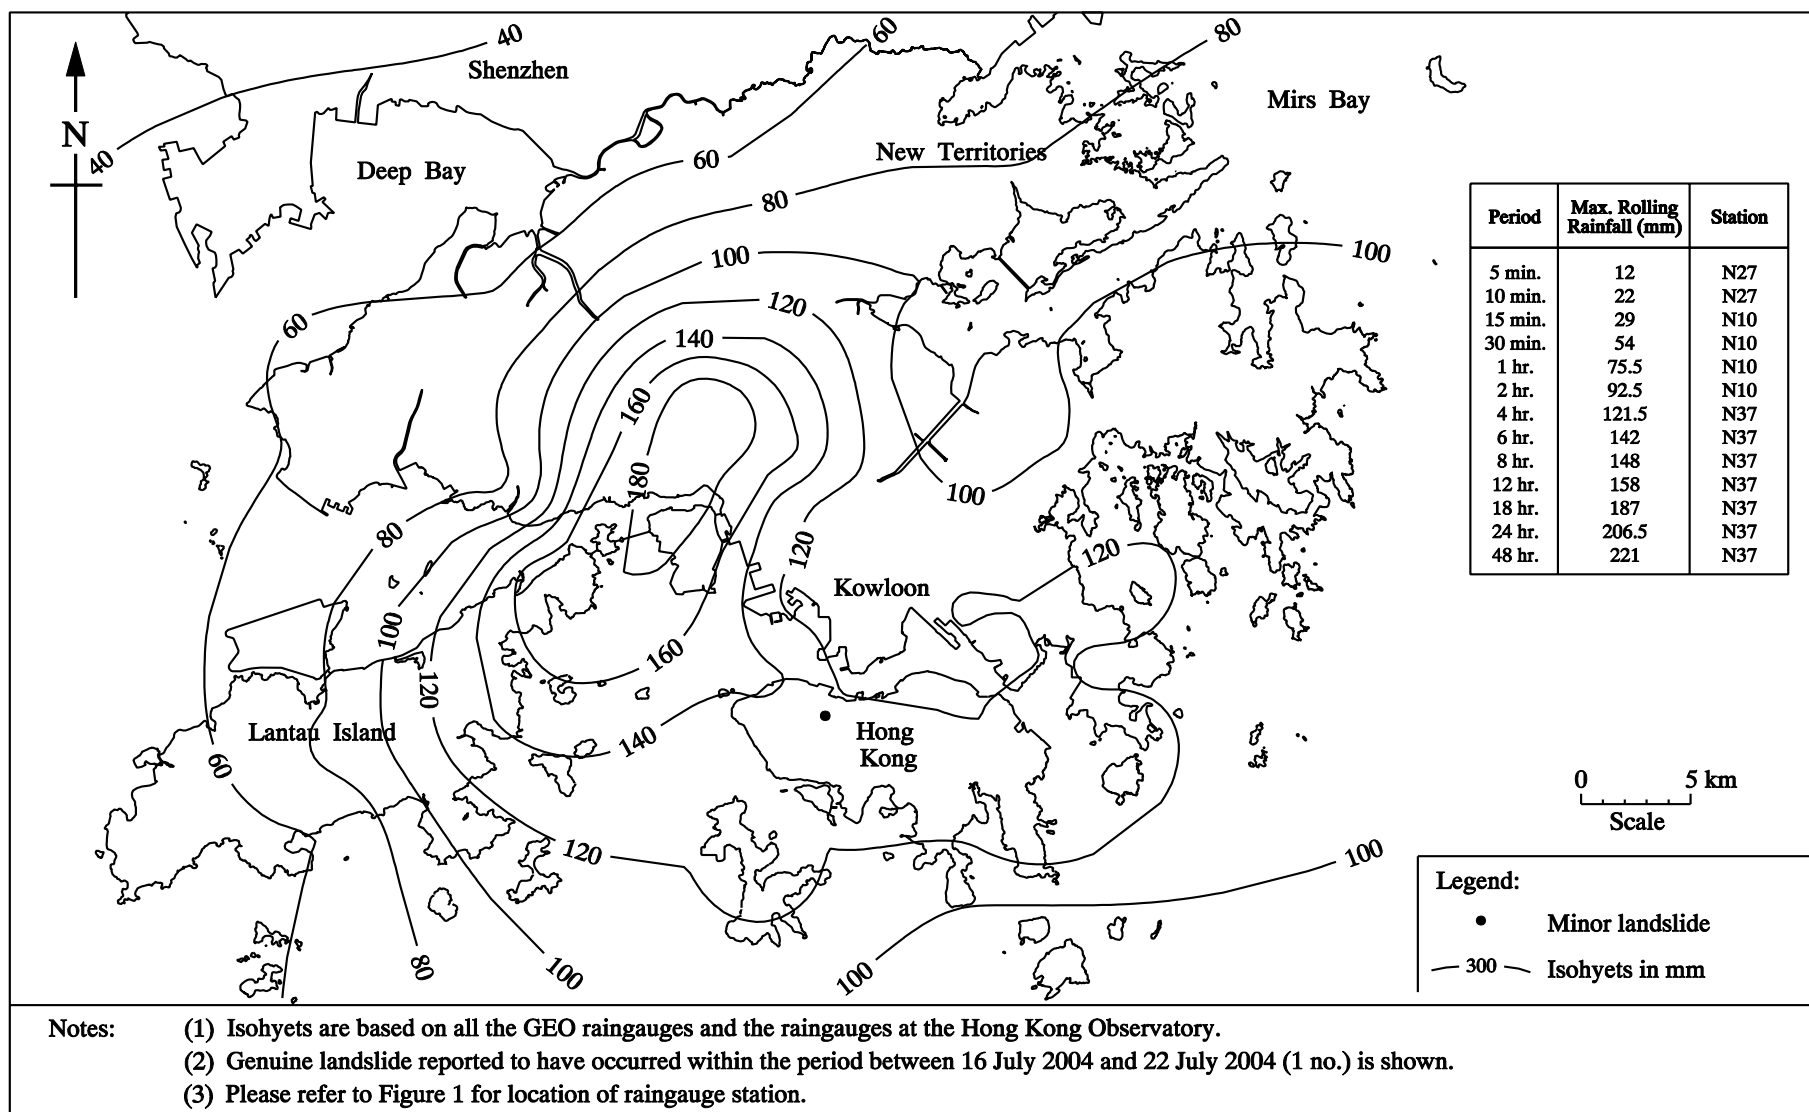 40
60
80
Shenzhen
Mirs Bay
N
40
Deep Bay
60
New Territories
80
100
100
60
120
140
160
180
100
80
120
120
Kowloon
100
160
120
140
Lantau Island
Hong
Kong
60
120
100
80
100
100
Period Max. Rolling Rainfall (mm) Station
5 min. 12 N27
10 min. 22 N27
15 min. 29 N10
30 min. 54 N10
1 hr. 75.5 N10
2 hr. 92.5 N10
4 hr. 121.5 N37
6 hr. 142 N37
8 hr. 148 N37
12 hr. 158 N37
18 hr. 187 N37
24 hr. 206.5 N37
48 hr. 221 N37
0 5 km
Scale
Legend:
Minor landslide
300 Isohyets in mm
Notes: (1) Isohyets are based on all the GEO raingauges and the raingauges at the Hong Kong Observatory.
(2) Genuine landslide reported to have occurred within the period between 16 July 2004 and 22 July 2004 (1 no.) is shown.
(3) Please refer to Figure 1 for location of raingauge station.